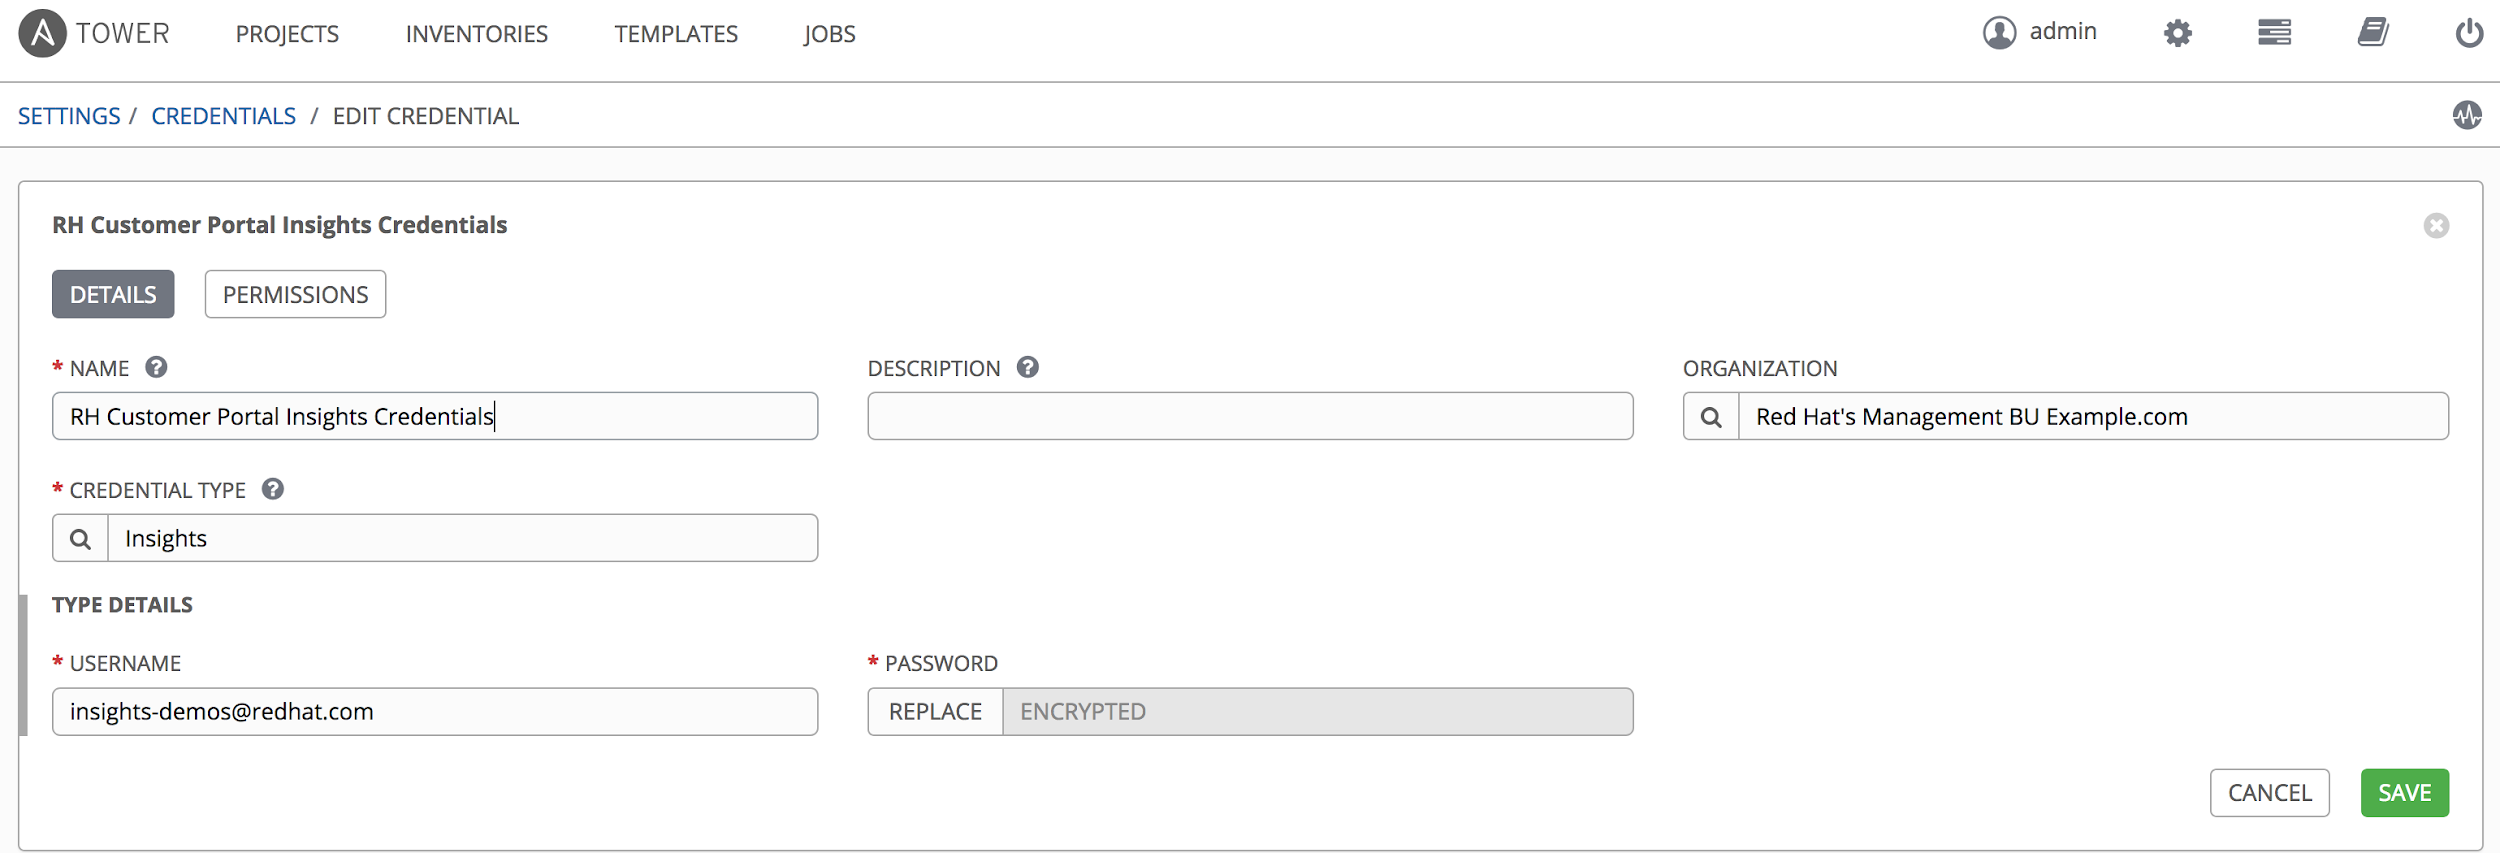 A TOWER PROJECTS INVENTORIES TEMPLATES JOBS admin
SETTINGS / CREDENTIALS / EDIT CREDENTIAL
RH Customer Portal Insights Credentials
DETAILS PERMISSIONS
* NAME ? DESCRIPTION ? ORGANIZATION
RH Customer Portal Insights Credentials Red Hat's Management BU Example.com
* CREDENTIAL TYPE ?
Insights
TYPE DETAILS
* USERNAME * PASSWORD
insights-demos@redhat.com REPLACE ENCRYPTED
CANCEL SAVE